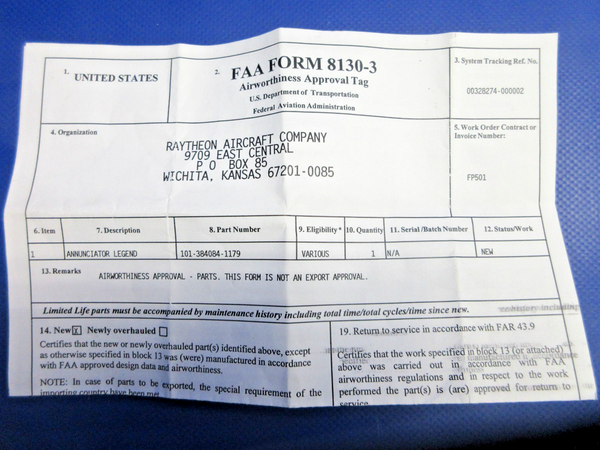 1. UNITED STATES
2. FAA FORM 8130-3
Airworthiness Approval Tag
U.S. Department of Transportation
Federal Aviation Administration
3. System Tracking Ref. No.
00328274-000002
4. Organization
RAYTHEON AIRCRAFT COMPANY
9709 EAST CENTRAL
P O BOX 85
WICHITA, KANSAS 67201-0085
5. Work Order Contract or
Invoice Number:
FP501
6. Item 7. Description 8. Part Number 9. Eligibility* 10. Quantity 11. Serial /Batch Number 12. Status/Work
1 ANNUNCIATOR LEGEND 101-384084-1179 VARIOUS 1 N/A NEW
13. Remarks
AIRWORTHINESS APPROVAL - PARTS. THIS FORM IS NOT AN EXPORT APPROVAL.
Limited Life parts must be accompanied by maintenance history including total time/total cycles/time since new.
14. New X Newly overhauled
Certifies that the new or newly overhauled part(s) identified above, except
as otherwise specified in block 13 was (were) manufactured in accordance
with FAA approved design data and airworthiness.
NOTE: In case of parts to be exported, the special requirement of the
importing country have been met.
19. Return to service in accordance with FAR 43.9
Certifies that the work specified in block 13 (or attached)
above was carried out in accordance with FAA
airworthiness regulations and in respect to the work
performed the part(s) is (are) approved for return to
service.